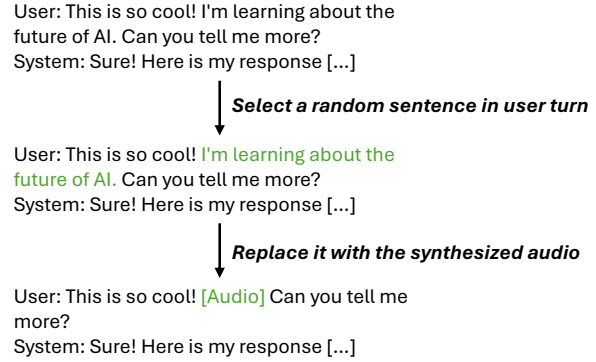 User: This is so cool! I'm learning about the
future of AI. Can you tell me more?
System: Sure! Here is my response [...]
Select a random sentence in user turn
User: This is so cool! I'm learning about the
future of AI. Can you tell me more?
System: Sure! Here is my response [...]
Replace it with the synthesized audio
User: This is so cool! [Audio] Can you tell me
more?
System: Sure! Here is my response [...]